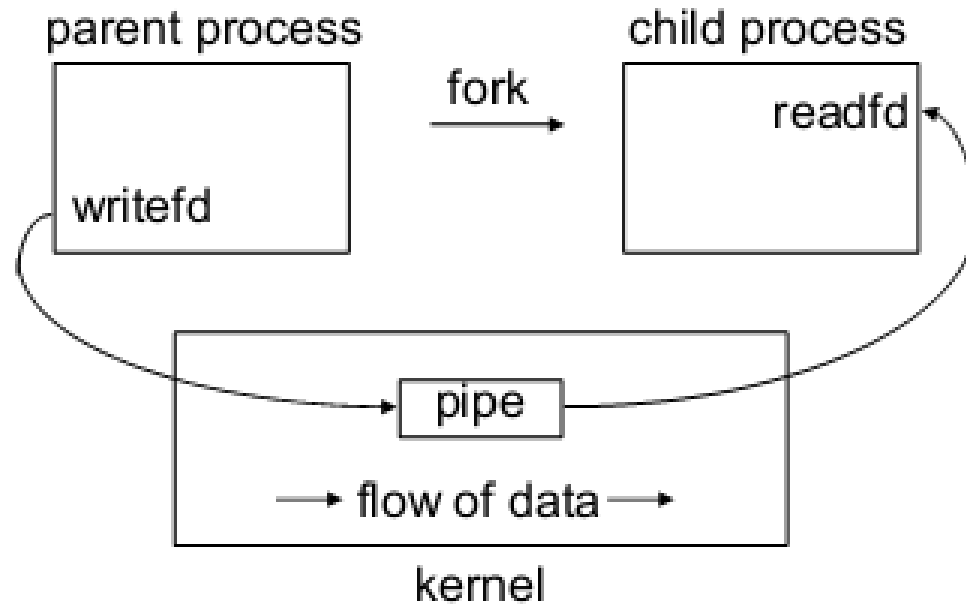 parent process
child process
fork
readfd
writefd
pipe
flow of data
kernel